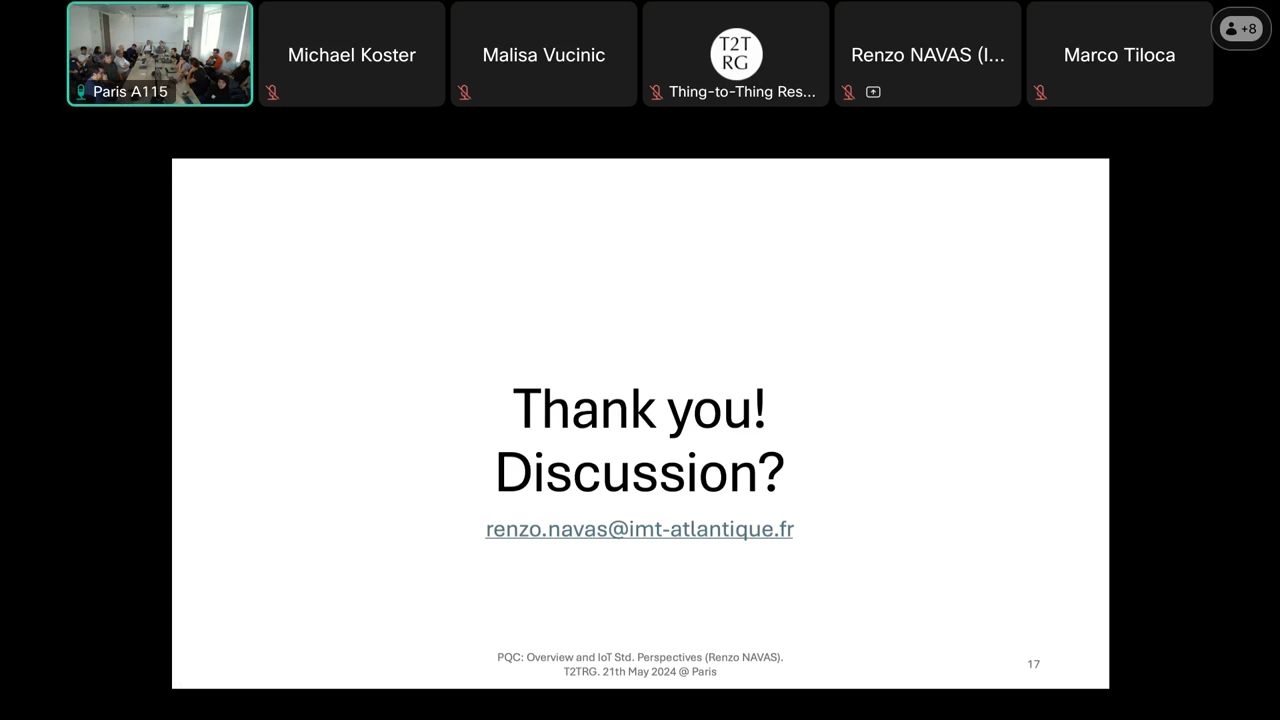 Paris A115
Michael Koster
Malisa Vucinic
T2T
RG
Thing-to-Thing Res...
Renzo NAVAS (I...
Marco Tiloca
+8
Thank you!
Discussion?
renzo.navas@imt-atlantique.fr
PQC: Overview and IoT Std. Perspectives (Renzo NAVAS).
T2TRG. 21th May 2024 @ Paris
17